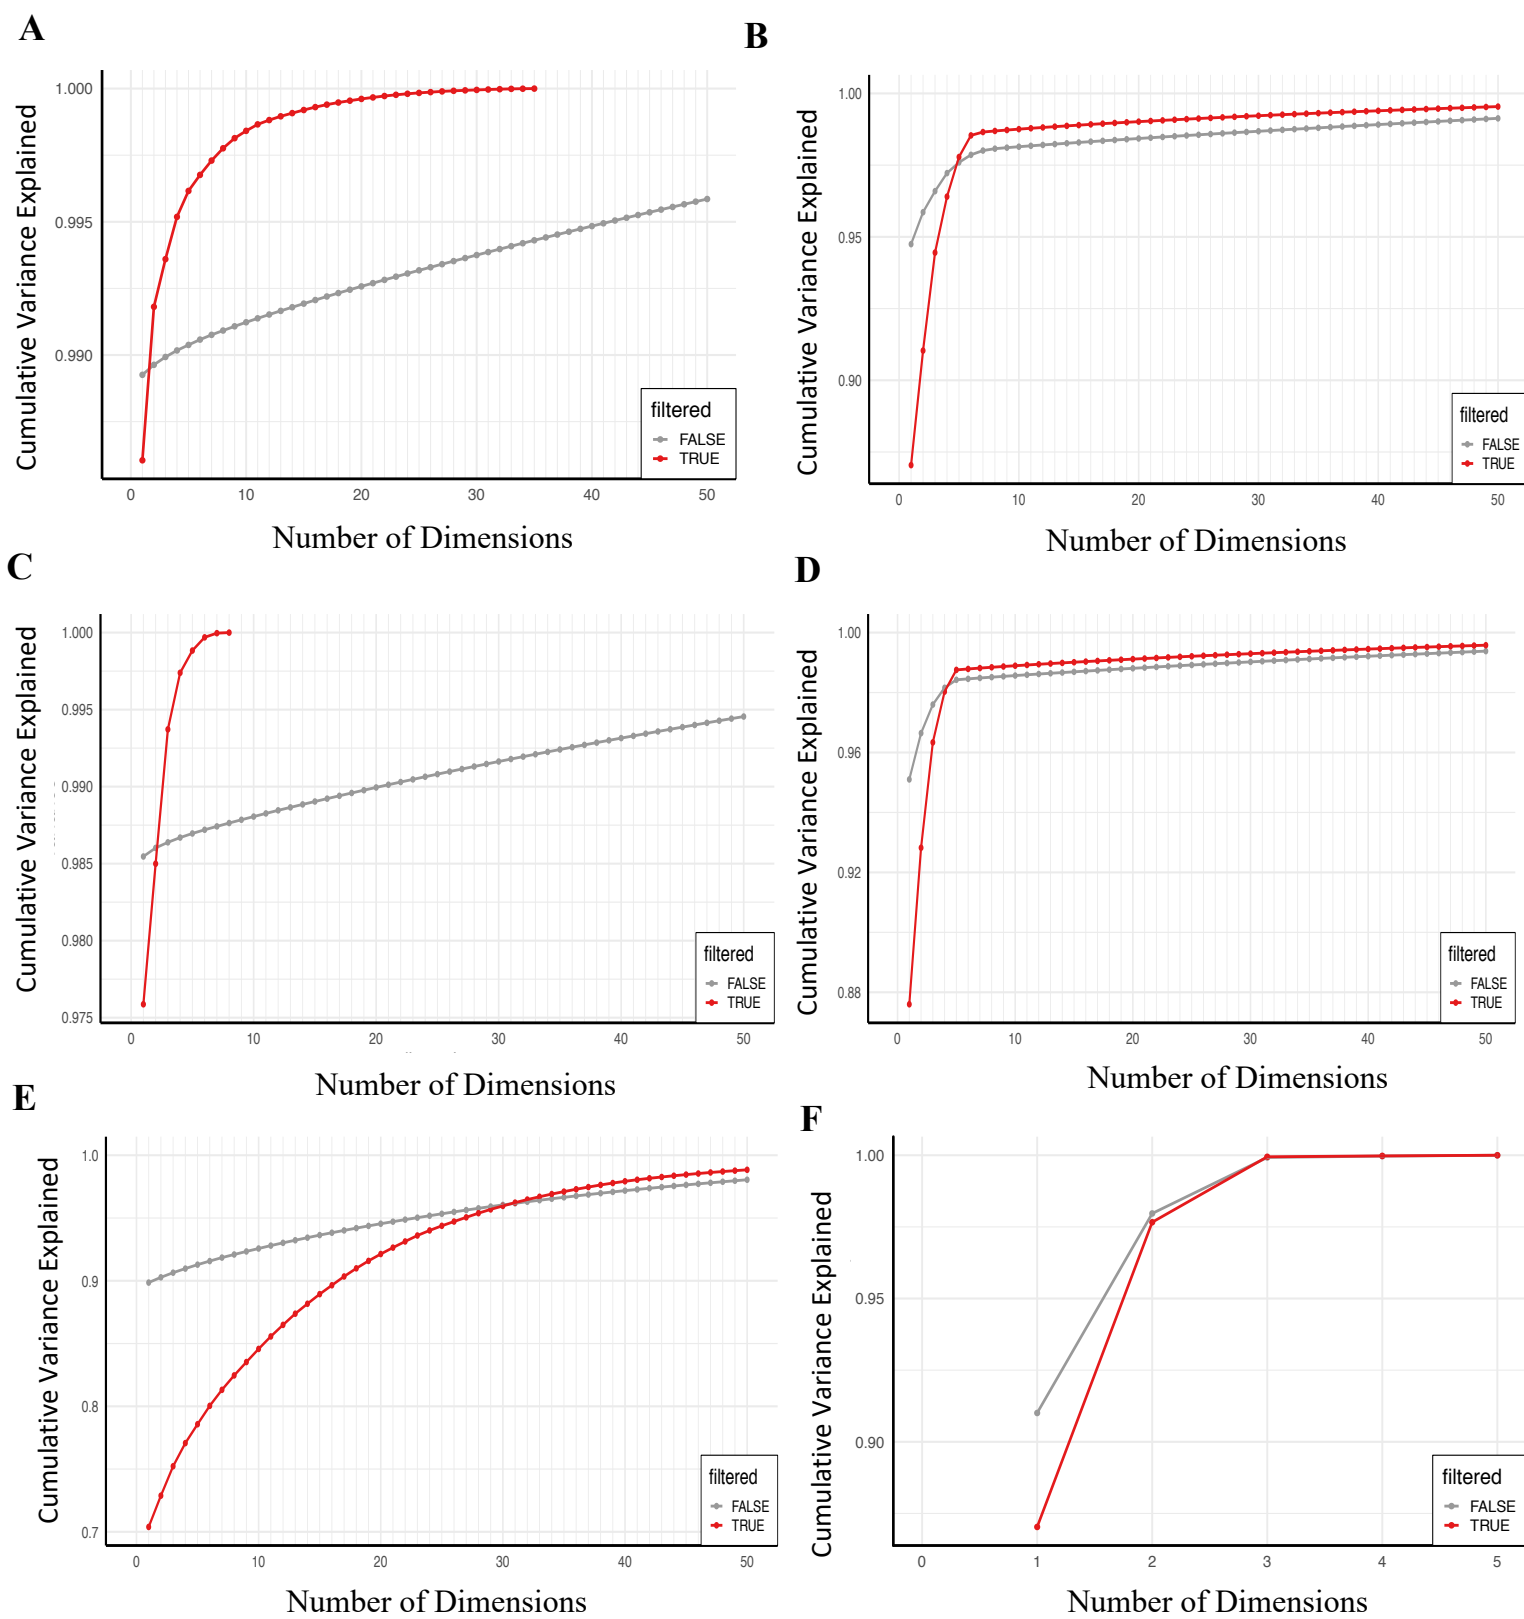 A
Cumulative Variance Explained
1.000
0.995
0.990
filtered
FALSE
TRUE
0
10
20
30
40
50
Number of Dimensions
B
Cumulative Variance Explained
1.00
0.95
0.90
filtered
FALSE
TRUE
0
10
20
30
40
50
Number of Dimensions
C
Cumulative Variance Explained
1.000
0.995
0.990
0.985
0.980
0.975
filtered
FALSE
TRUE
0
10
20
30
40
50
Number of Dimensions
D
Cumulative Variance Explained
1.00
0.96
0.92
0.88
filtered
FALSE
TRUE
0
10
20
30
40
50
Number of Dimensions
E
Cumulative Variance Explained
1.0
0.9
0.8
0.7
filtered
FALSE
TRUE
0
10
20
30
40
50
Number of Dimensions
F
Cumulative Variance Explained
1.00
0.95
0.90
filtered
FALSE
TRUE
0
1
2
3
4
5
Number of Dimensions